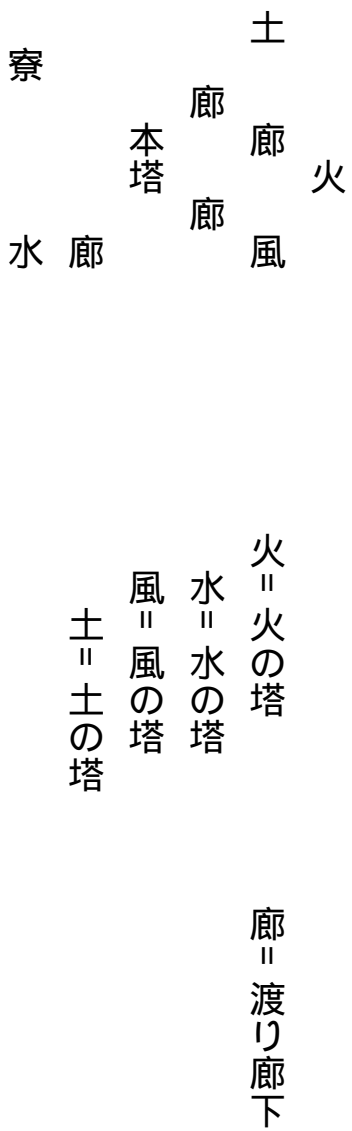 火
土　廊　風　火＝火の塔　廊＝渡り廊下
廊　廊　水＝水の塔
本塔　風＝風の塔
廊　土＝土の塔
寮　水